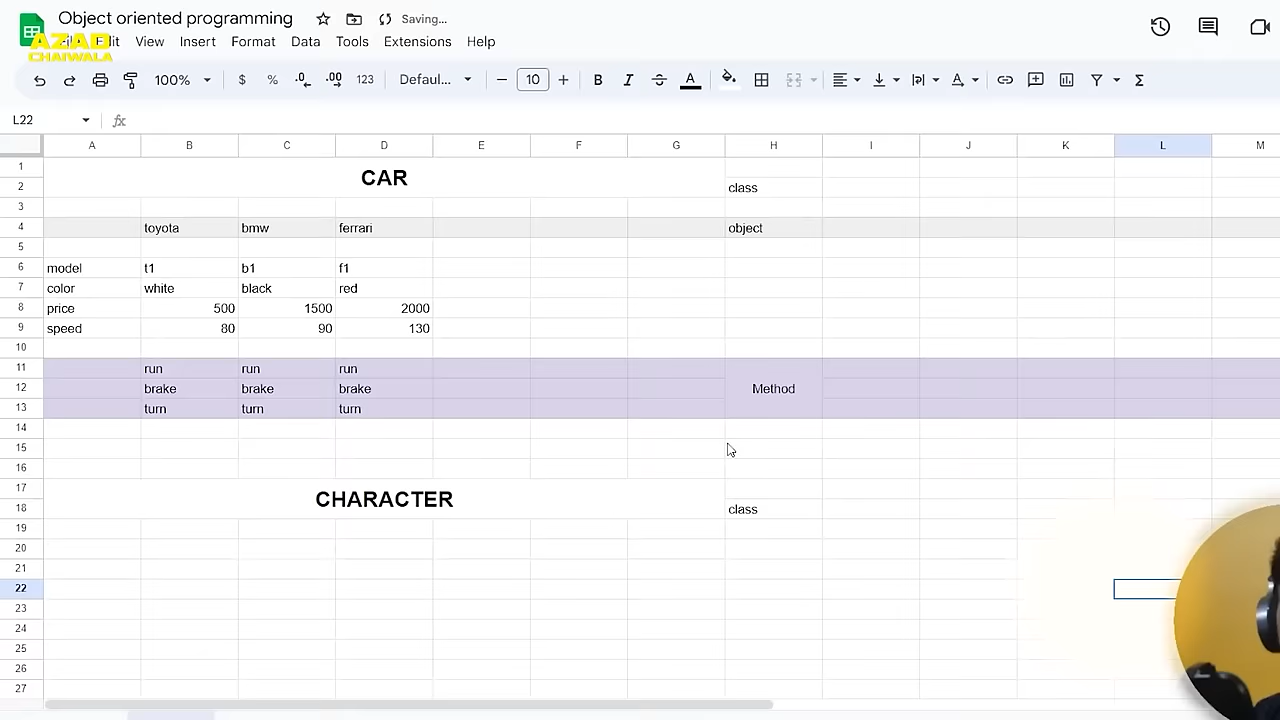 Object oriented programming Saving...
AZAD
CHAIWALA
Edit View Insert Format Data Tools Extensions Help
100% $ % .0 .00 123 Defaul... 10 B I A
L22 fx
A B C D E F G H I J K L M
1 CAR
2 class
3
4 toyota bmw ferrari object
5
6 model t1 b1 f1
7 color white black red
8 price 500 1500 2000
9 speed 80 90 130
10
11 run run run
12 brake brake brake Method
13 turn turn turn
14
15
16
17 CHARACTER
18 class
19
20
21
22
23
24
25
26
27